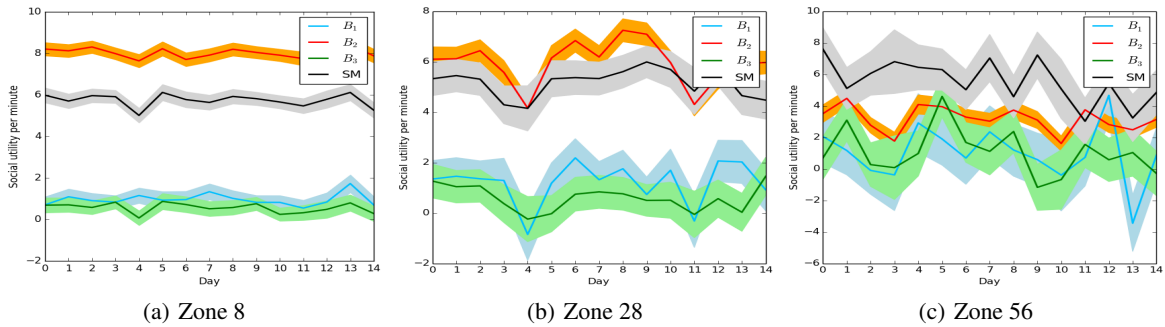 10
8
6
4
2
0
−2
Social utility per minute
0 1 2 3 4 5 6 7 8 9 10 11 12 13 14
Day
B₁
B₂
B₃
SM
(a) Zone 8
8
6
4
2
0
−2
Social utility per minute
0 1 2 3 4 5 6 7 8 9 10 11 12 13 14
Day
B₁
B₂
B₃
SM
(b) Zone 28
10
8
6
4
2
0
−2
−4
−6
Social utility per minute
0 1 2 3 4 5 6 7 8 9 10 11 12 13 14
Day
B₁
B₂
B₃
SM
(c) Zone 56